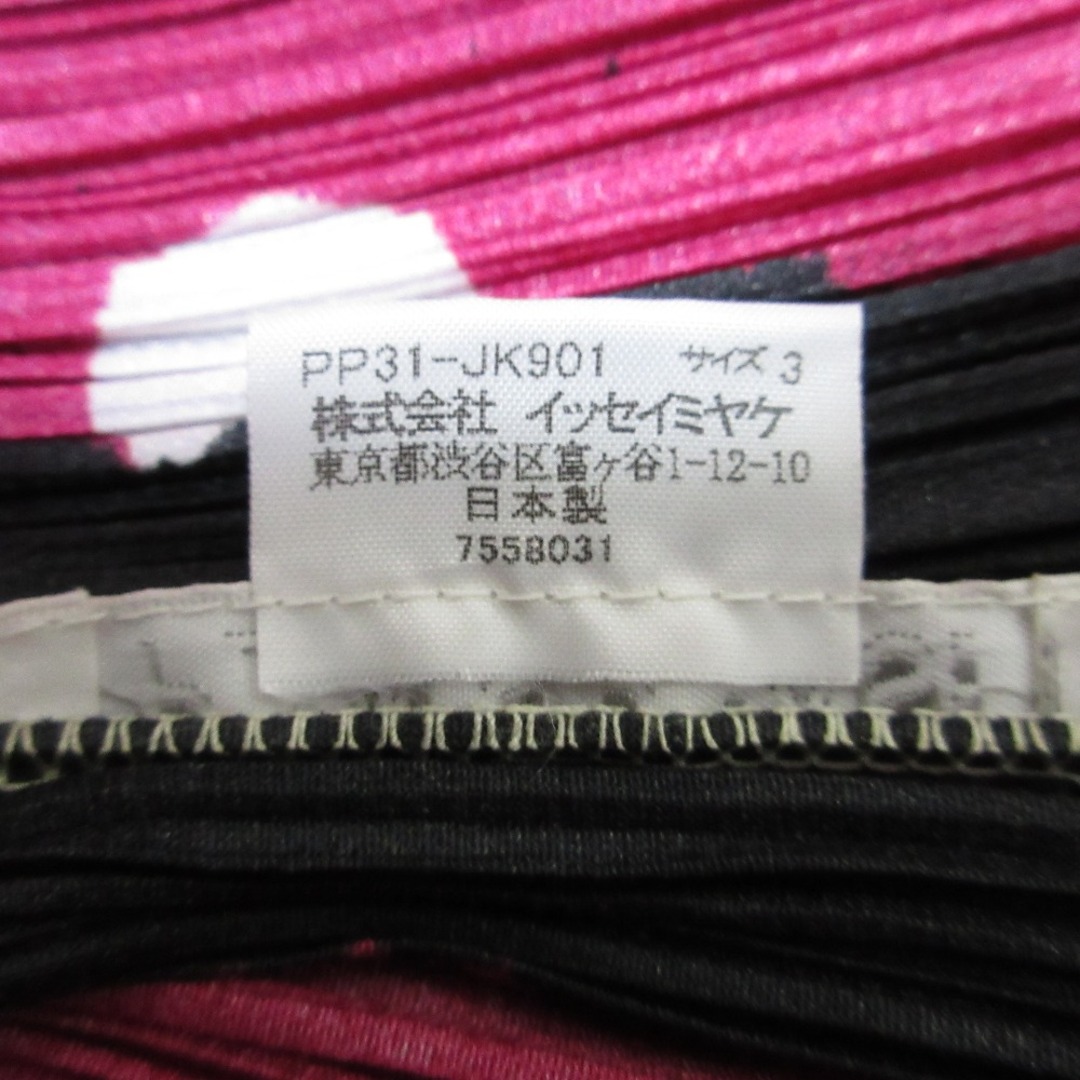 PP31-JK901 サイズ 3
株式会社 イッセイミヤケ
東京都渋谷区富ヶ谷1-12-10
日本製
7558031